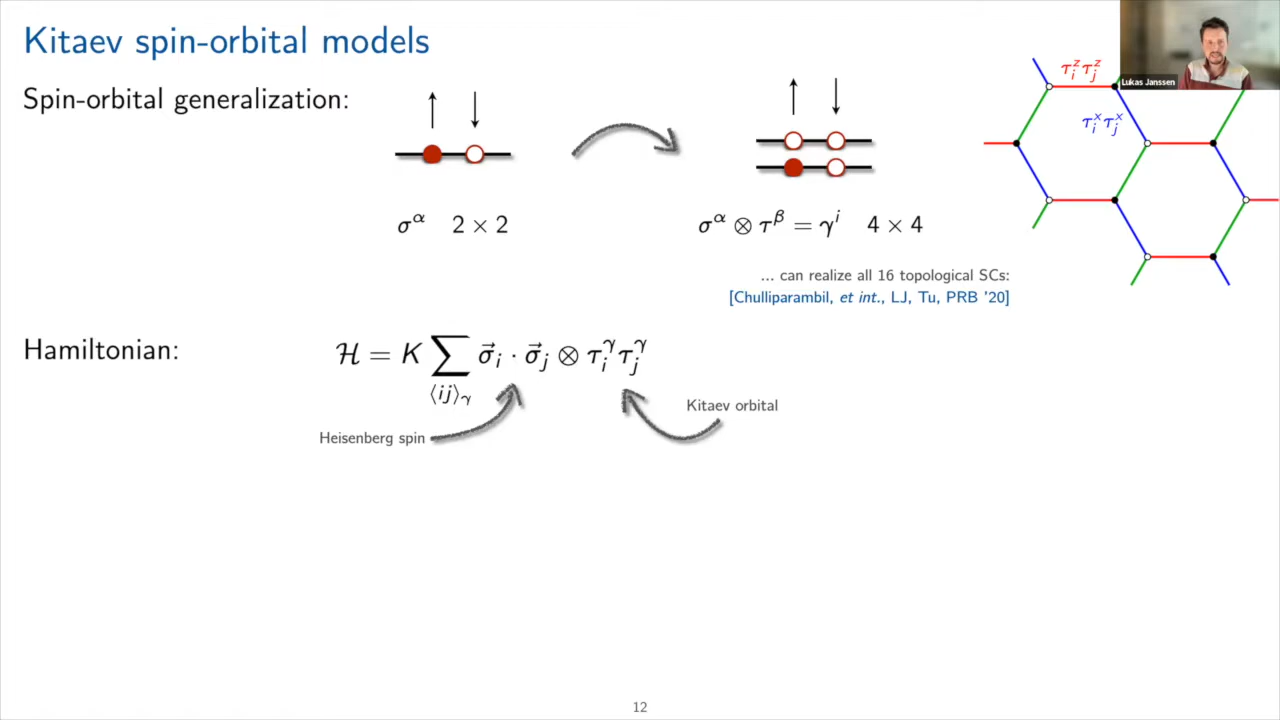 Kitaev spin-orbital models
Spin-orbital generalization:
σ^α 2 × 2
σ^α ⊗ τ^β = γ^i 4 × 4
... can realize all 16 topological SCs:
[Chulliparambil, et int., LJ, Tu, PRB '20]
τ_i^z τ_j^z
τ_i^x τ_j^x
Lukas Janssen
Hamiltonian:
ℋ = K ∑_{⟨ij⟩_γ} σ⃗_i · σ⃗_j ⊗ τ_i^γ τ_j^γ
Kitaev orbital
Heisenberg spin
12